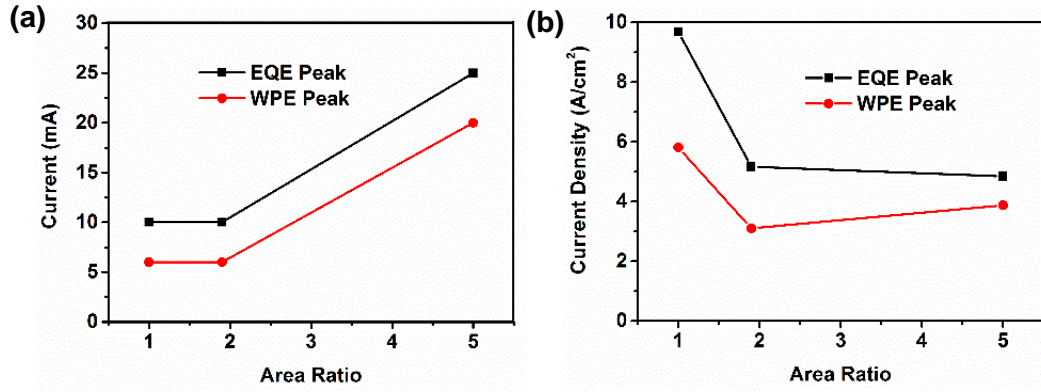 (a)
30
25
20
15
10
5
0
Current (mA)
EQE Peak
WPE Peak
1 2 3 4 5
Area Ratio
(b)
10
8
6
4
2
0
Current Density (A/cm²)
EQE Peak
WPE Peak
1 2 3 4 5
Area Ratio